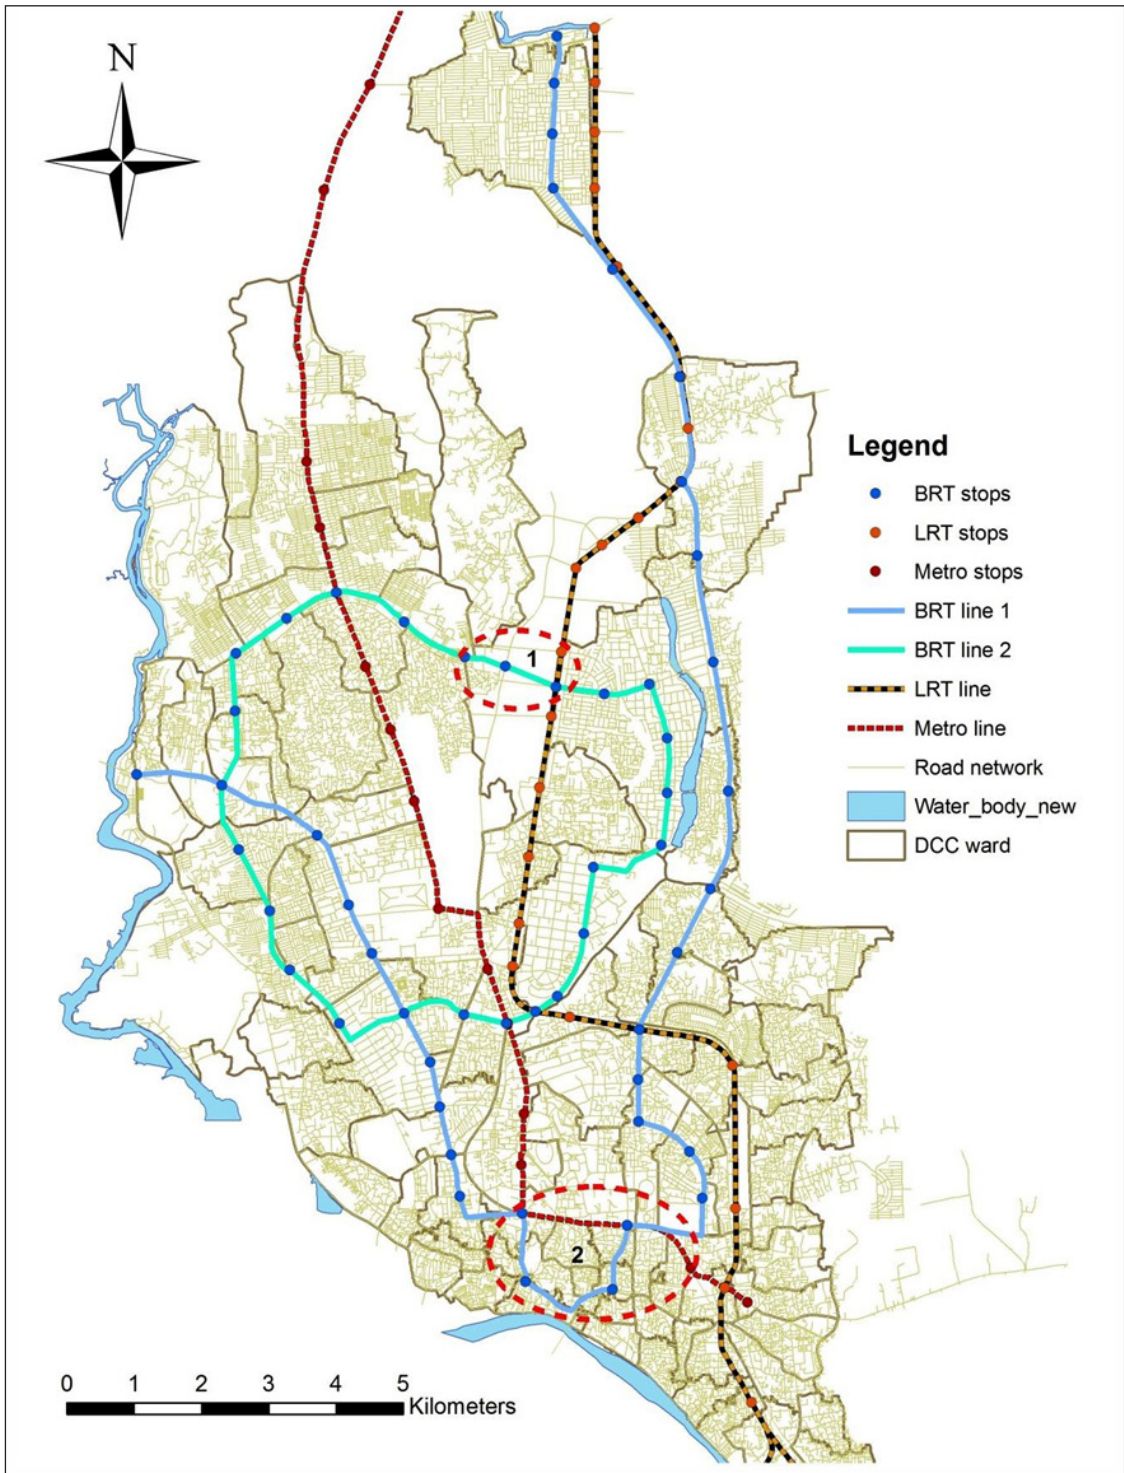 N
1
2
Legend
BRT stops
LRT stops
Metro stops
BRT line 1
BRT line 2
LRT line
Metro line
Road network
Water_body_new
DCC ward
0 1 2 3 4 5
Kilometers